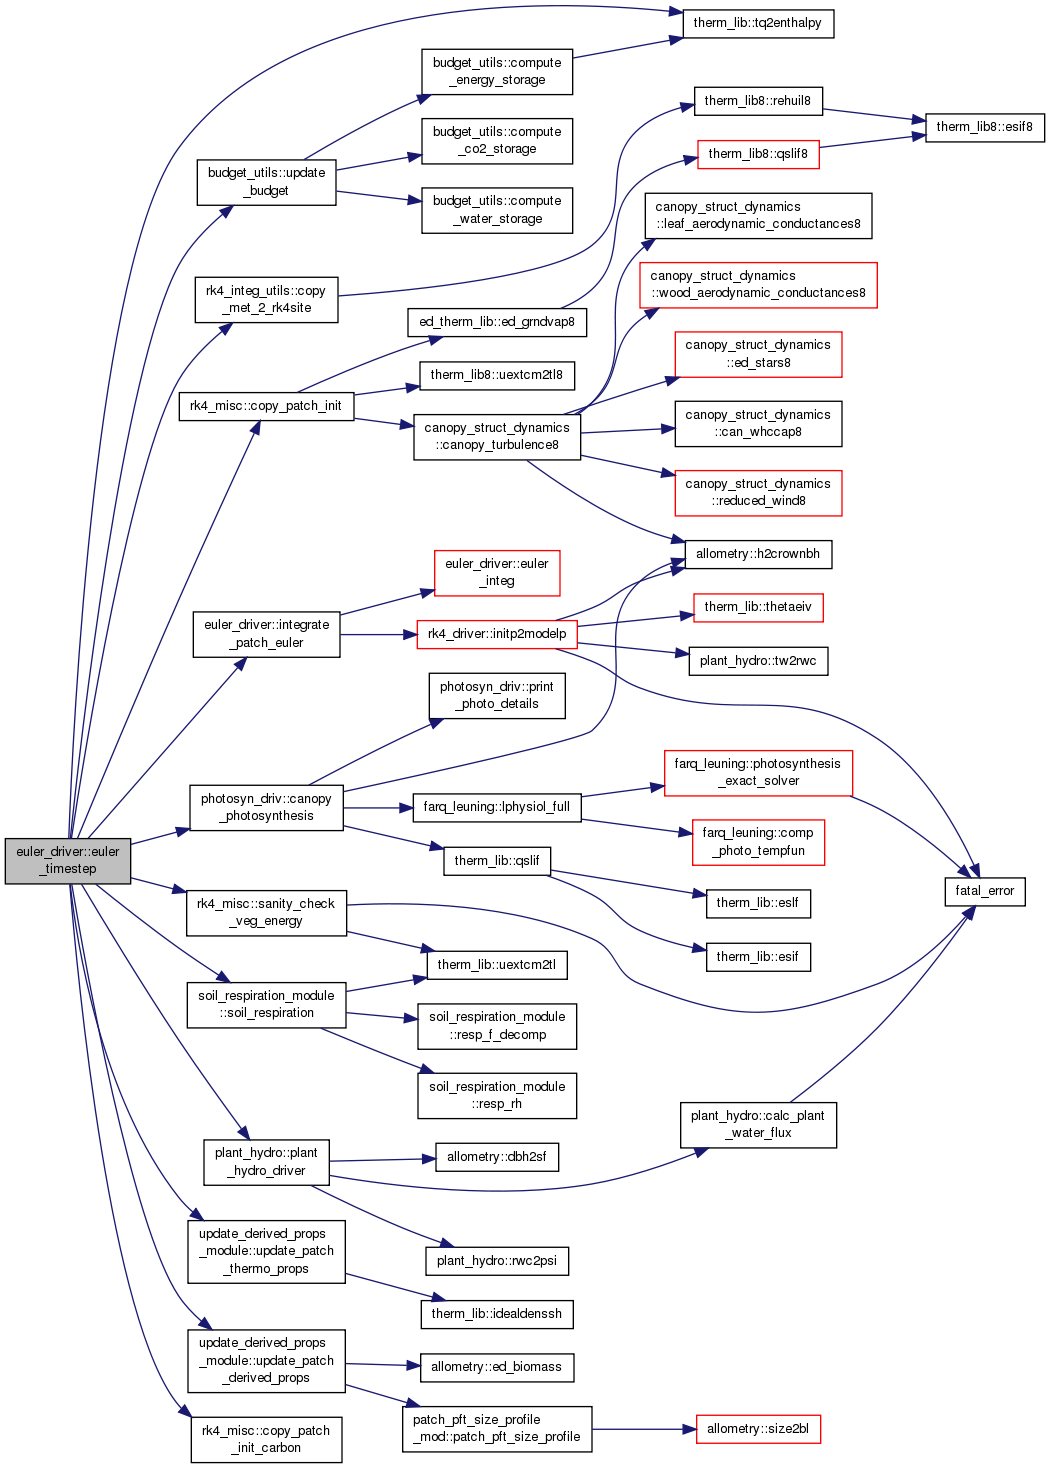 therm_lib::tq2enthalpy
budget_utils::compute
_energy_storage
therm_lib8::rehuil8
therm_lib8::esif8
budget_utils::compute
_co2_storage
therm_lib8::qslif8
budget_utils::update
_budget
budget_utils::compute
_water_storage
canopy_struct_dynamics
::leaf_aerodynamic_conductances8
canopy_struct_dynamics
::wood_aerodynamic_conductances8
rk4_integ_utils::copy
_met_2_rk4site
ed_therm_lib::ed_grndvap8
canopy_struct_dynamics
::ed_stars8
therm_lib8::uextcm2tl8
rk4_misc::copy_patch_init
canopy_struct_dynamics
::canopy_turbulence8
canopy_struct_dynamics
::can_whccap8
canopy_struct_dynamics
::reduced_wind8
allometry::h2crownbh
euler_driver::euler
_integ
therm_lib::thetaeiv
euler_driver::integrate
_patch_euler
rk4_driver::initp2modelp
plant_hydro::tw2rwc
photosyn_driv::print
_photo_details
farq_leuning::photosynthesis
_exact_solver
photosyn_driv::canopy
_photosynthesis
farq_leuning::lphysiol_full
farq_leuning::comp
_photo_tempfun
euler_driver::euler
_timestep
therm_lib::qslif
fatal_error
therm_lib::eslf
rk4_misc::sanity_check
_veg_energy
therm_lib::esif
therm_lib::uextcm2tl
soil_respiration_module
::soil_respiration
soil_respiration_module
::resp_f_decomp
soil_respiration_module
::resp_rh
plant_hydro::calc_plant
_water_flux
plant_hydro::plant
_hydro_driver
allometry::dbh2sf
update_derived_props
_module::update_patch
_thermo_props
plant_hydro::rwc2psi
therm_lib::idealdenssh
update_derived_props
_module::update_patch
_derived_props
allometry::ed_biomass
patch_pft_size_profile
_mod::patch_pft_size_profile
allometry::size2bl
rk4_misc::copy_patch
_init_carbon